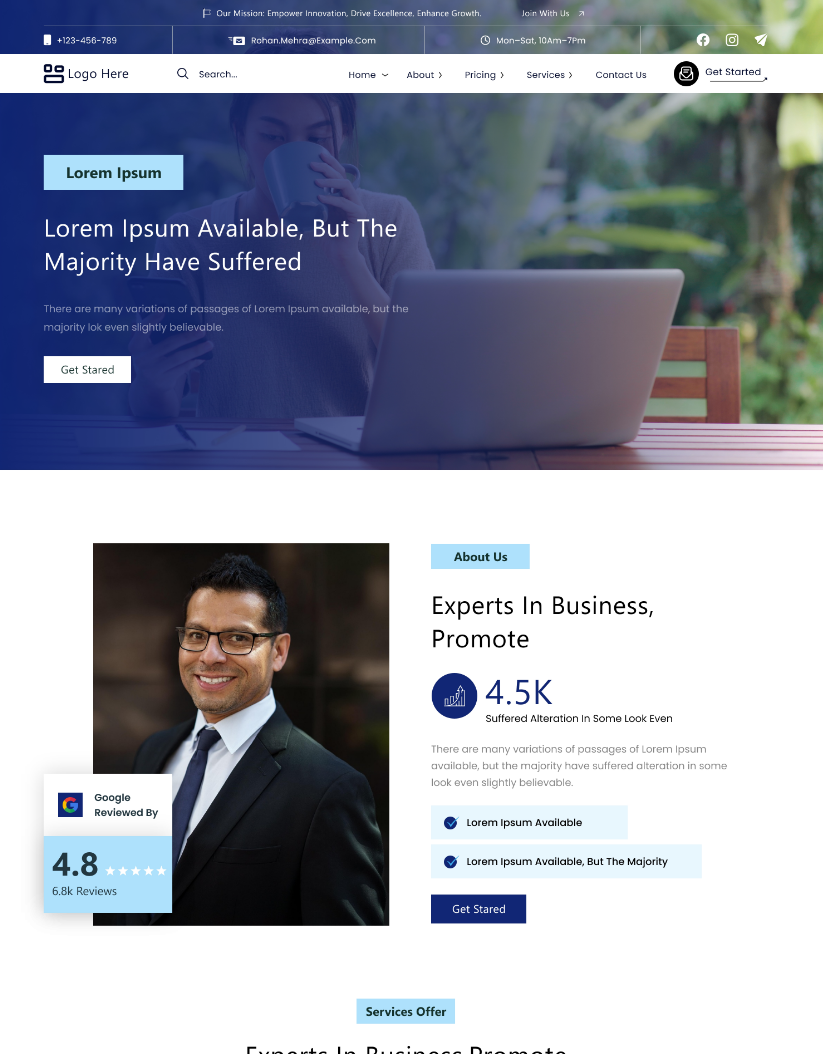 Our Mission: Empower Innovation, Drive Excellence. Enhance Growth. Join With Us
+123-456-789 Rohan.Mehra@Example.Com Mon–Sat, 10Am–7Pm
Logo Here Search... Home About Pricing Services Contact Us Get Started
Lorem Ipsum
Lorem Ipsum Available, But The
Majority Have Suffered
There are many variations of passages of Lorem Ipsum available, but the
majority lok even slightly believable.
Get Stared
About Us
Experts In Business,
Promote
4.5K
Suffered Alteration In Some Look Even
There are many variations of passages of Lorem Ipsum
available, but the majority have suffered alteration in some
look even slightly believable.
Lorem Ipsum Available
Lorem Ipsum Available, But The Majority
Get Stared
Google
Reviewed By
4.8
6.8k Reviews
Services Offer
Experts In Business Promote